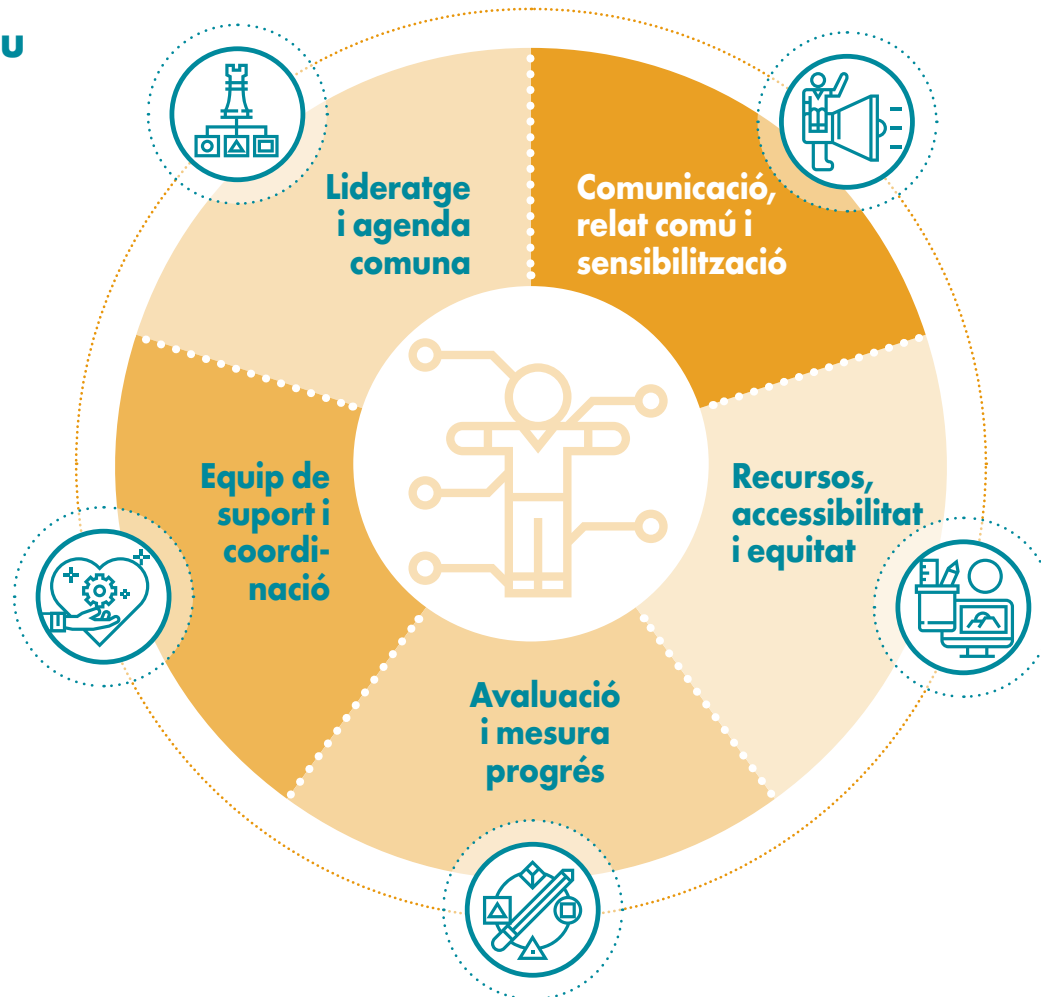 u
Lideratge
i agenda
comuna
Comunicació,
relat comú i
sensibilització
Recursos,
accessibilitat
i equitat
Avaluació
i mesura
progrés
Equip de
suport i
coordi-
nació